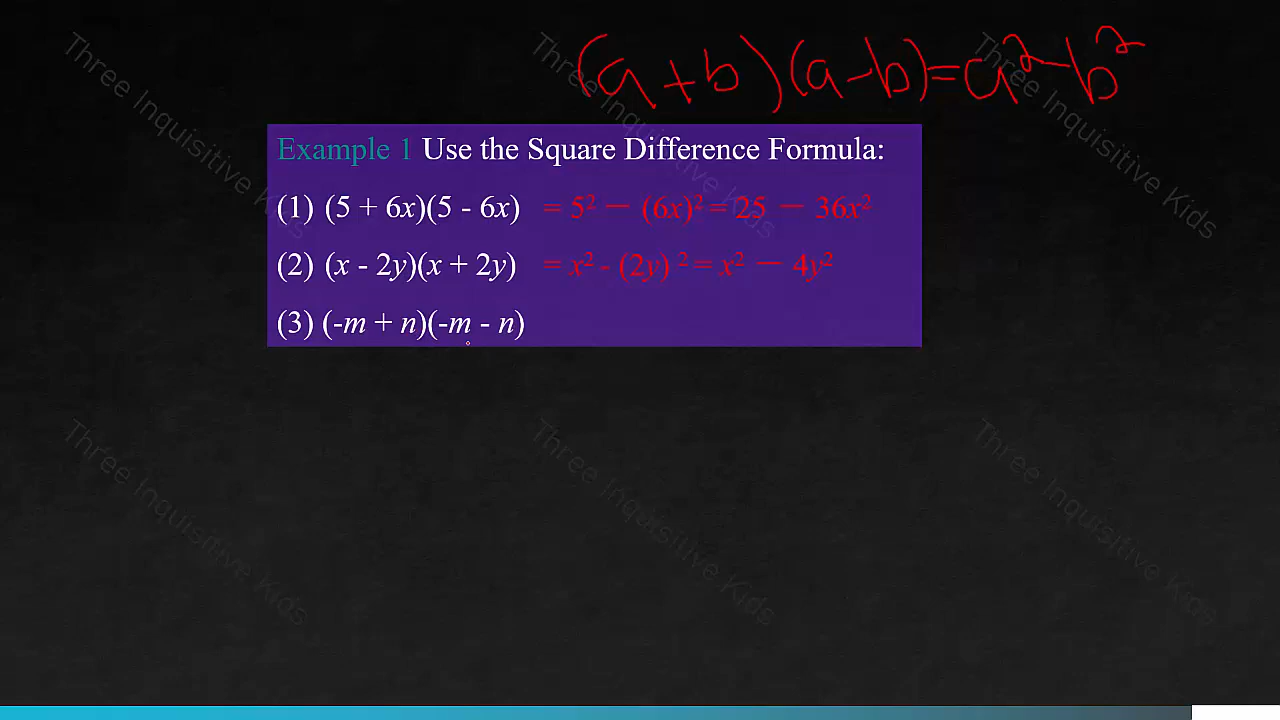 (a+b)(a-b)=a²-b²
Example 1 Use the Square Difference Formula:
(1) (5 + 6x)(5 - 6x) = 5² − (6x)² = 25 − 36x²
(2) (x - 2y)(x + 2y) = x² - (2y) ² = x² − 4y²
(3) (-m + n)(-m - n)
Three Inquisitive Kids
Three Inquisitive Kids
Three Inquisitive Kids
Three Inquisitive Kids
Three Inquisitive Kids
Three Inquisitive Kids